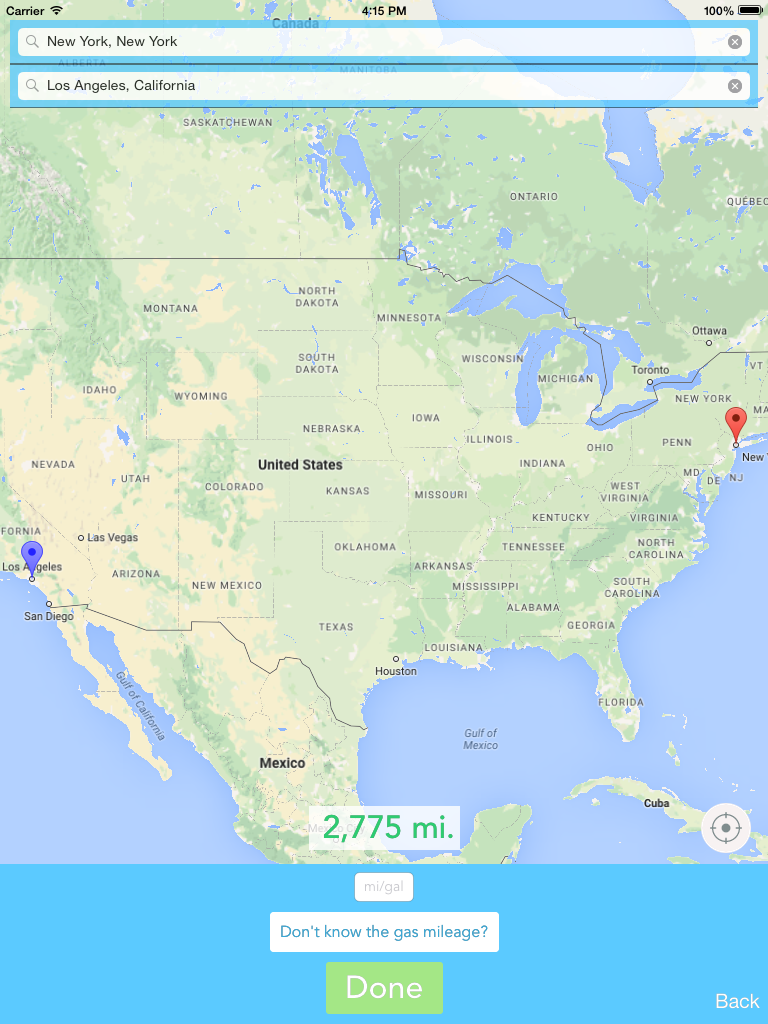 Carrier 4:15 PM 100%
Canada
New York, New York
ALBERTA
MANITOBA
Los Angeles, California
SASKATCHEWAN
ONTARIO
QUÉBEC
NORTH
DAKOTA
MONTANA
MINNESOTA
Ottawa
SOUTH
DAKOTA
WISCONSIN
Toronto
VT
MICHIGAN
IDAHO
WYOMING
NEW YORK
MA
IOWA
NEBRASKA
ILLINOIS
OHIO
PENN
New Y
United States
INDIANA
NEVADA
UTAH
MD
DE
NJ
COLORADO
KANSAS
MISSOURI
WEST
VIRGINIA
KENTUCKY
VIRGINIA
FORNIA
Las Vegas
OKLAHOMA
TENNESSEE
NORTH
CAROLINA
Los Angeles
ARIZONA
NEW MEXICO
ARKANSAS
MISSISSIPPI
SOUTH
CAROLINA
San Diego
ALABAMA
GEORGIA
TEXAS
LOUISIANA
Houston
Gulf of California
FLORIDA
Gulf of
Mexico
Mexico
Cuba
2,775 mi.
mi/gal
Don't know the gas mileage?
Done
Back